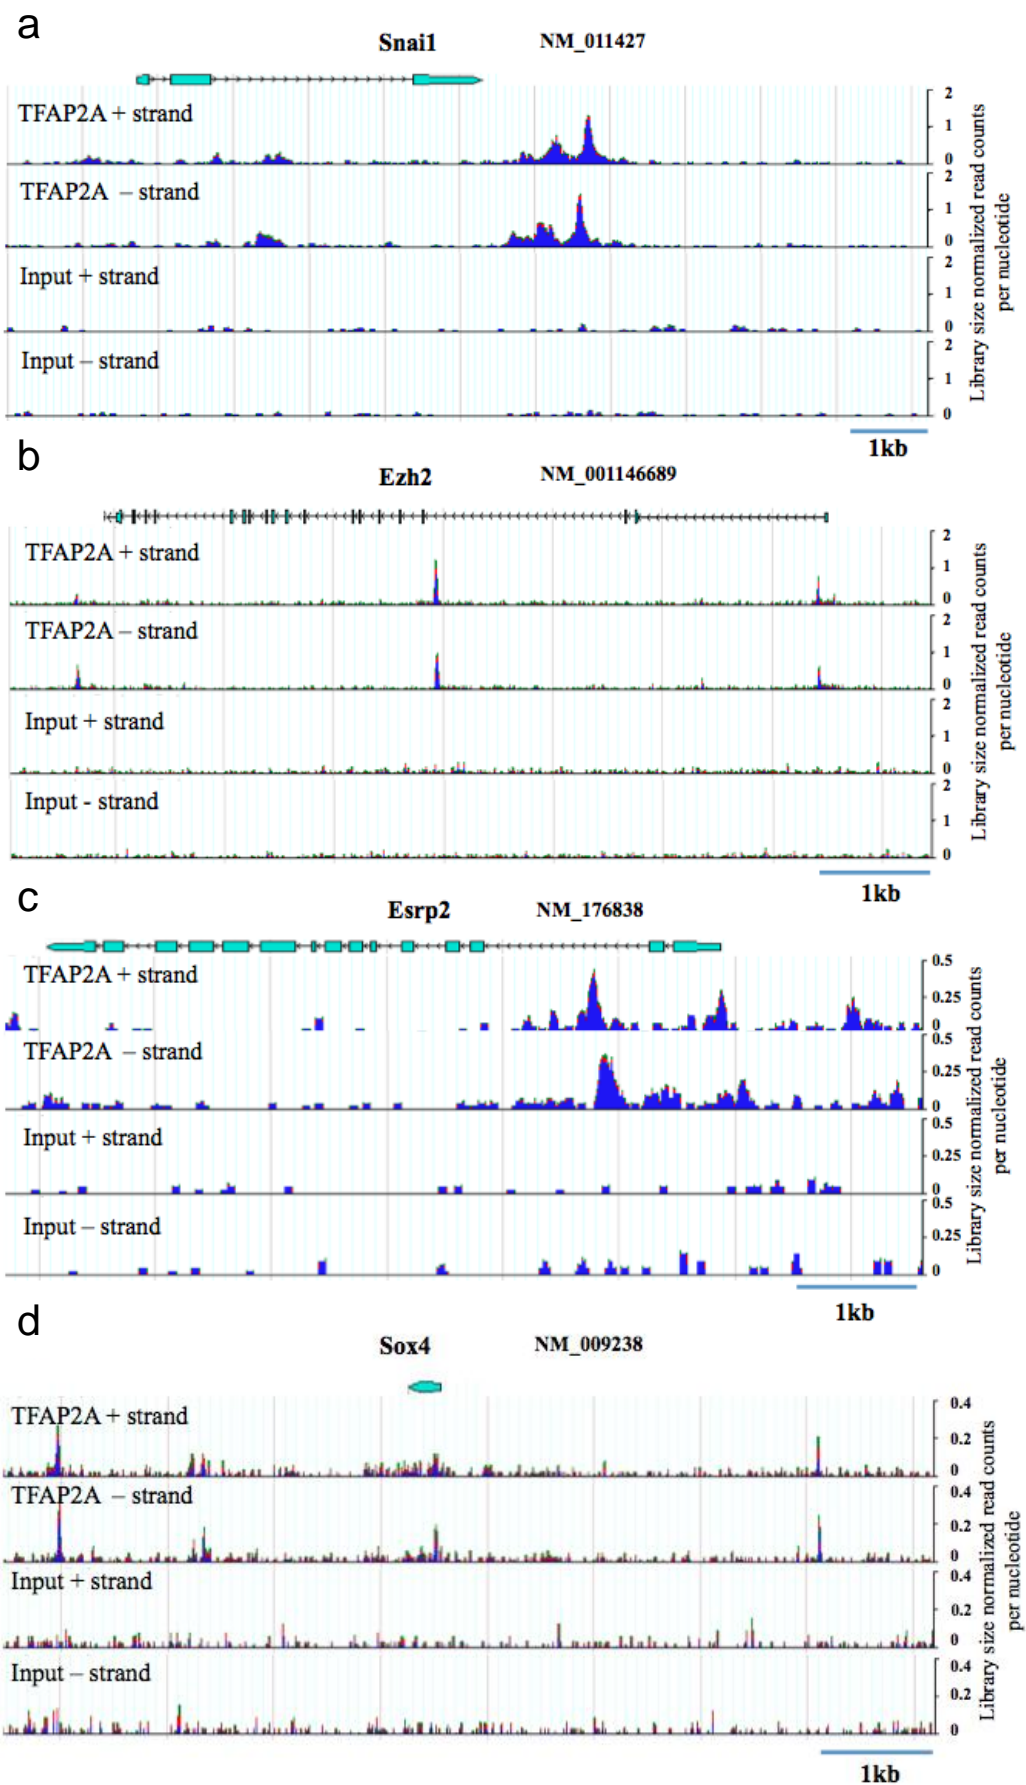 a
Snai1 NM_011427
TFAP2A + strand
2
1
0
TFAP2A – strand
2
1
0
Input + strand
2
1
0
Input – strand
2
1
0
Library size normalized read counts
per nucleotide
1kb
b
Ezh2 NM_001146689
TFAP2A + strand
2
1
0
TFAP2A – strand
2
1
0
Input + strand
2
1
0
Input - strand
2
1
0
Library size normalized read counts
per nucleotide
1kb
c
Esrp2 NM_176838
TFAP2A + strand
0.5
0.25
0
TFAP2A – strand
0.5
0.25
0
Input + strand
0.5
0.25
0
Input – strand
0.5
0.25
0
Library size normalized read counts
per nucleotide
1kb
d
Sox4 NM_009238
TFAP2A + strand
0.4
0.2
0
TFAP2A – strand
0.4
0.2
0
Input + strand
0.4
0.2
0
Input – strand
0.4
0.2
0
Library size normalized read counts
per nucleotide
1kb